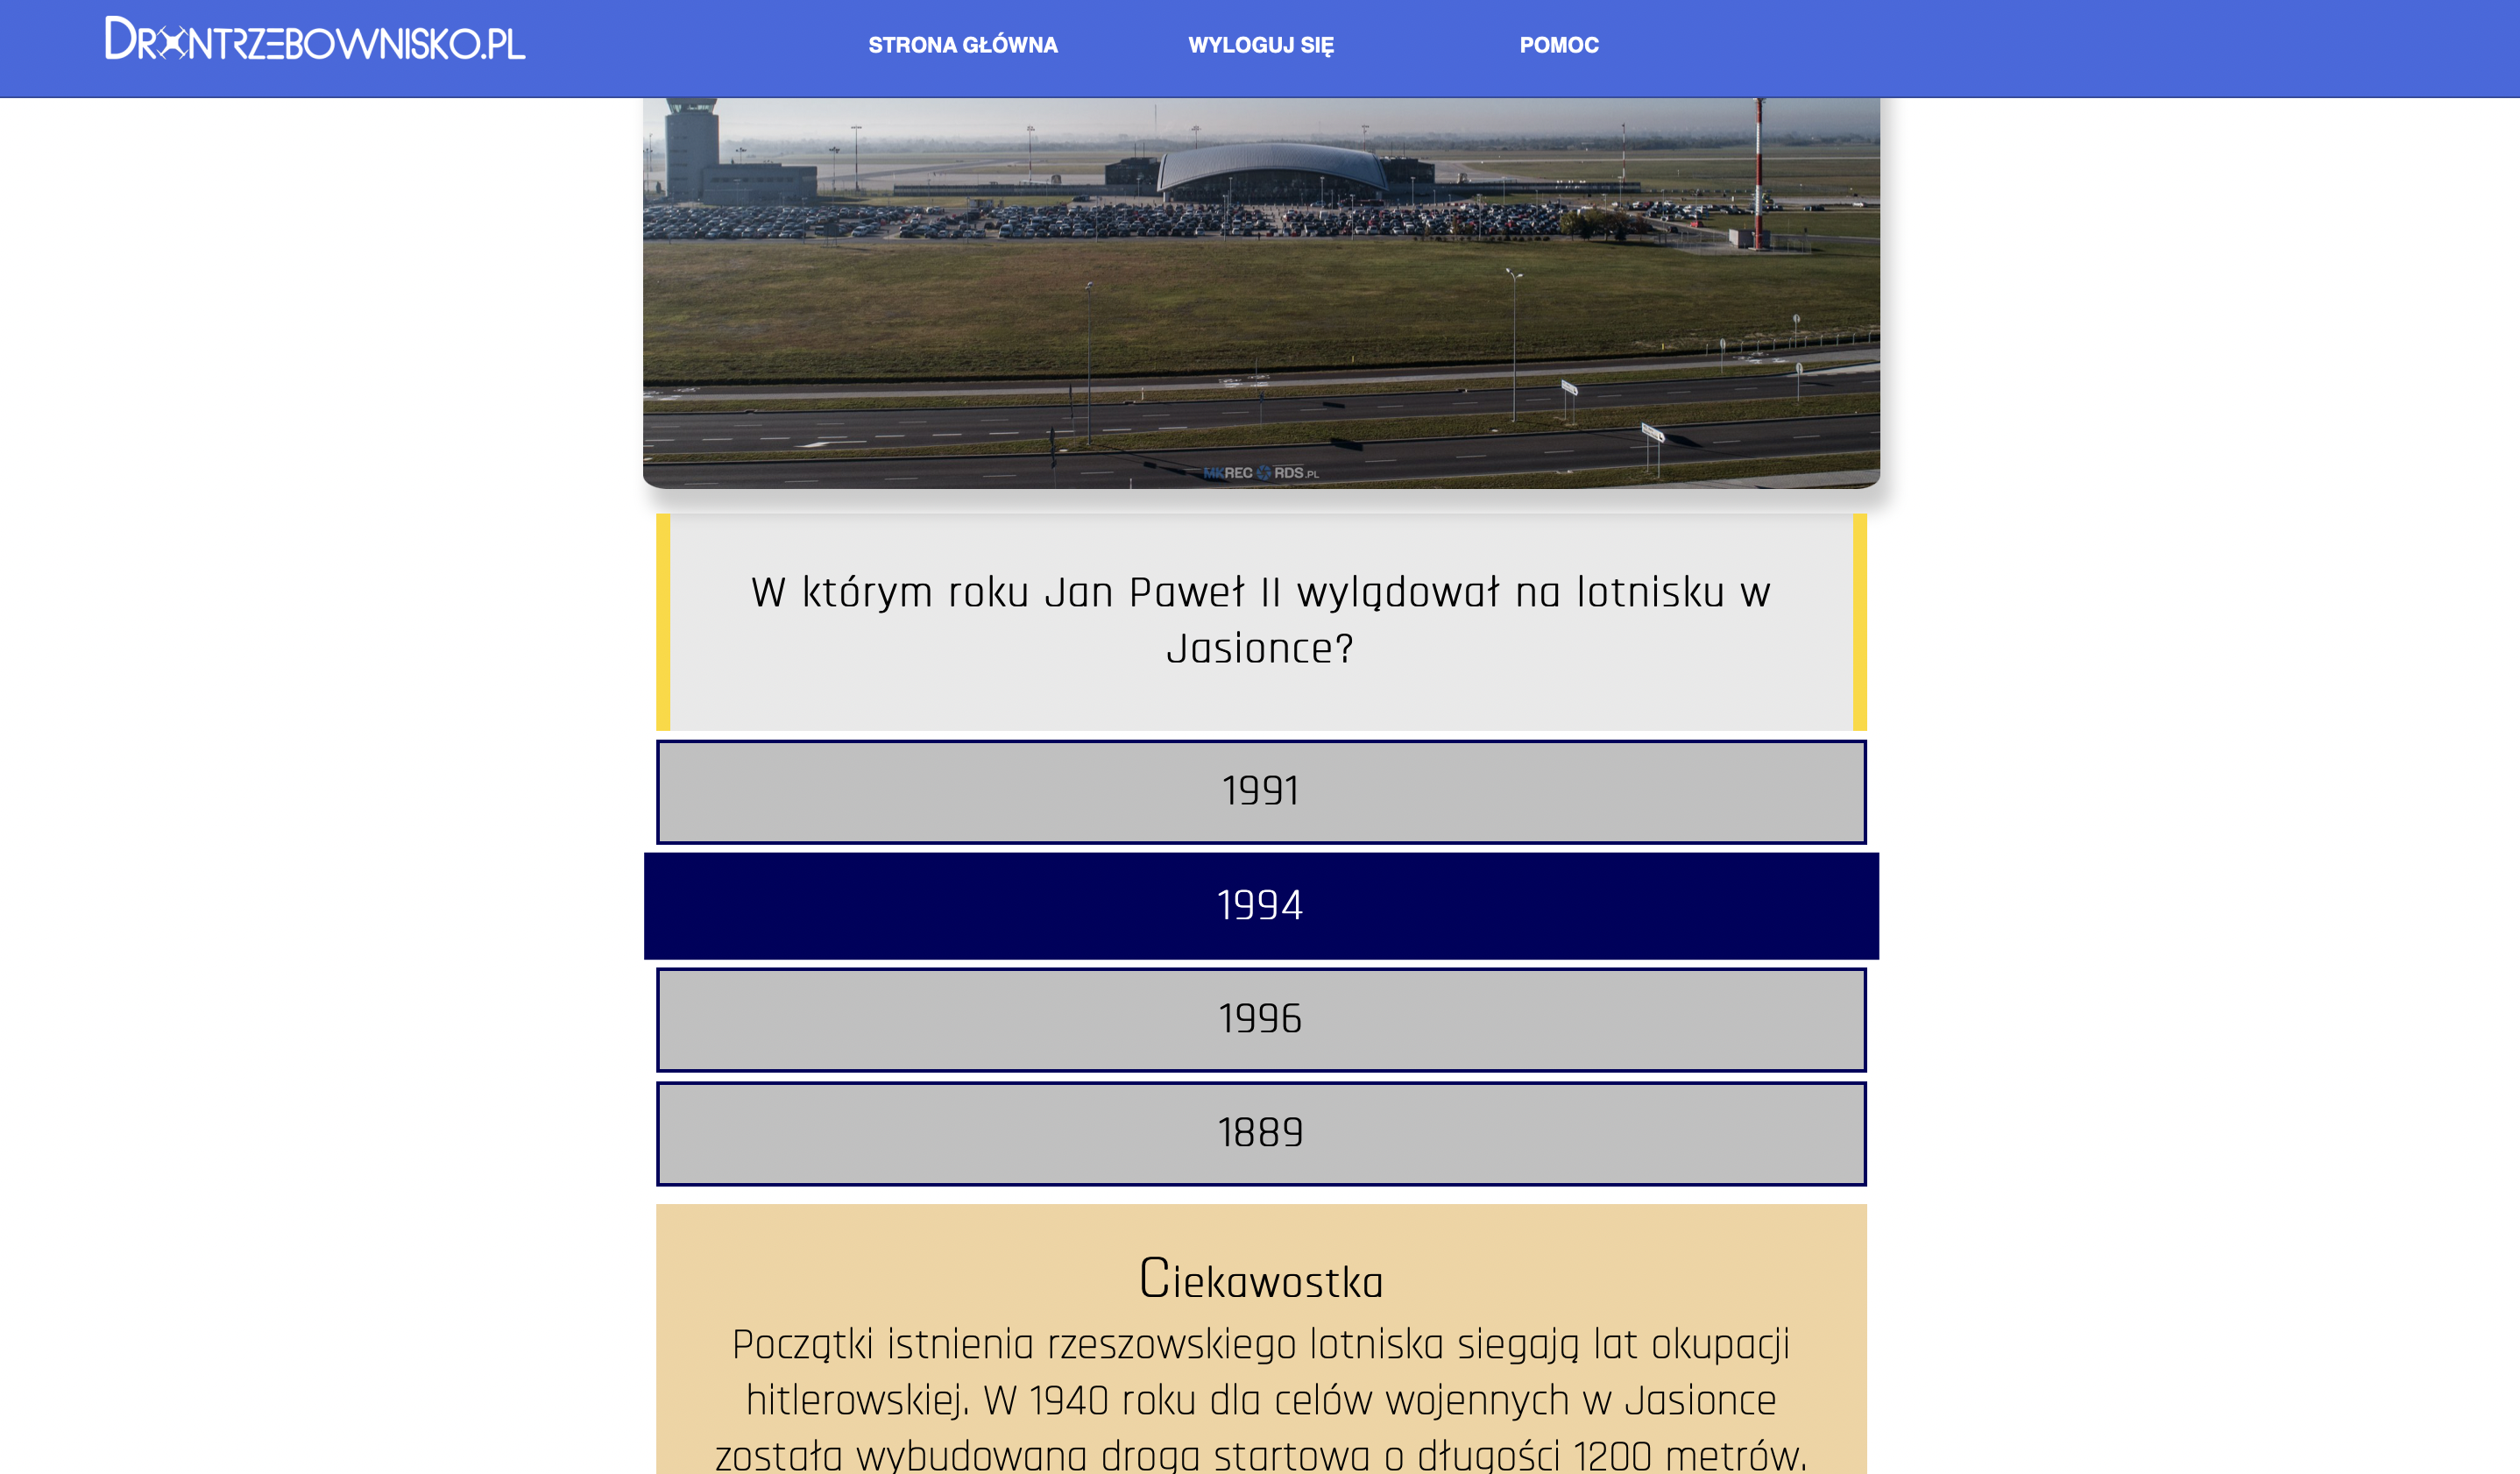 DRONTRZEBOWNISKO.PL
STRONA GŁÓWNA
WYLOGUJ SIĘ
POMOC
MKRECORDS.PL
W którym roku Jan Paweł II wylądował na lotnisku w
Jasionce?
1991
1994
1996
1889
Ciekawostka
Początki istnienia rzeszowskiego lotniska siegają lat okupacji
hitlerowskiej. W 1940 roku dla celów wojennych w Jasionce
została wybudowana droga startowa o długości 1200 metrów.